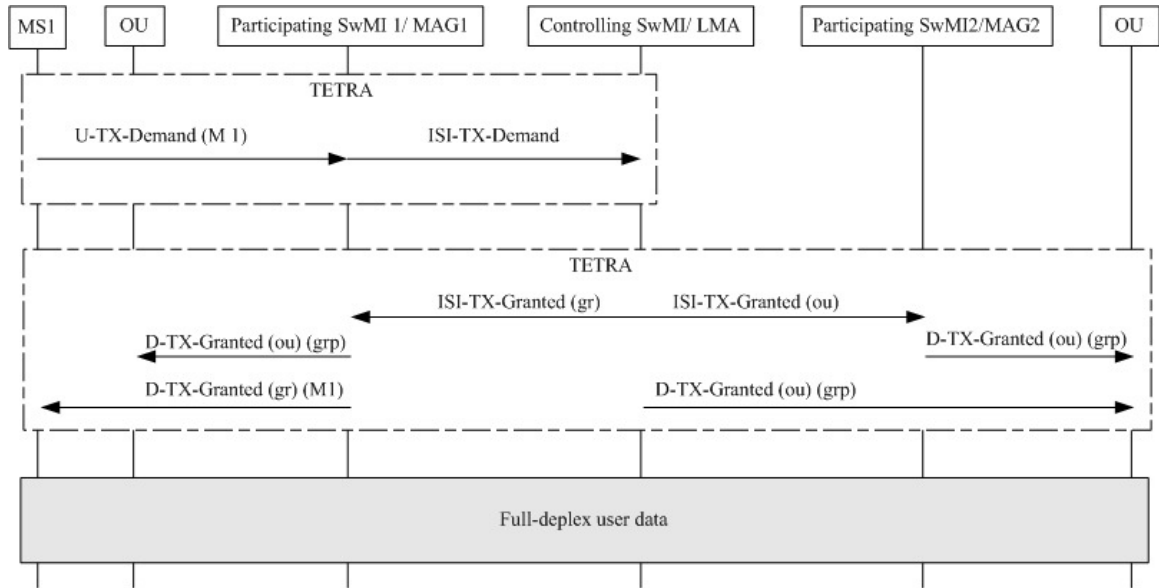 MS1
OU
Participating SwMI 1/ MAG1
Controlling SwMI/ LMA
Participating SwMI2/MAG2
OU
TETRA
U-TX-Demand (M 1)
ISI-TX-Demand
TETRA
ISI-TX-Granted (gr)
ISI-TX-Granted (ou)
D-TX-Granted (ou) (grp)
D-TX-Granted (ou) (grp)
D-TX-Granted (gr) (M1)
D-TX-Granted (ou) (grp)
Full-deplex user data